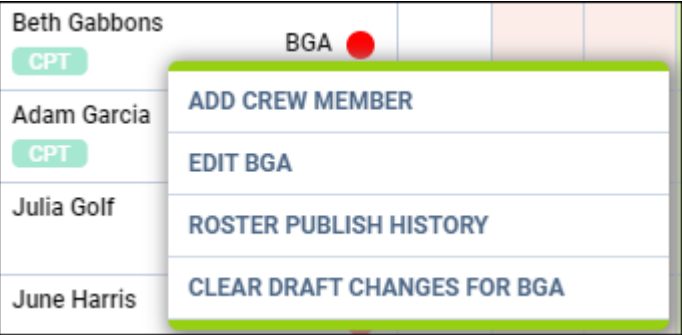 Beth Gabbons
BGA
CPT
ADD CREW MEMBER
Adam Garcia
CPT
EDIT BGA
Julia Golf
ROSTER PUBLISH HISTORY
CLEAR DRAFT CHANGES FOR BGA
June Harris